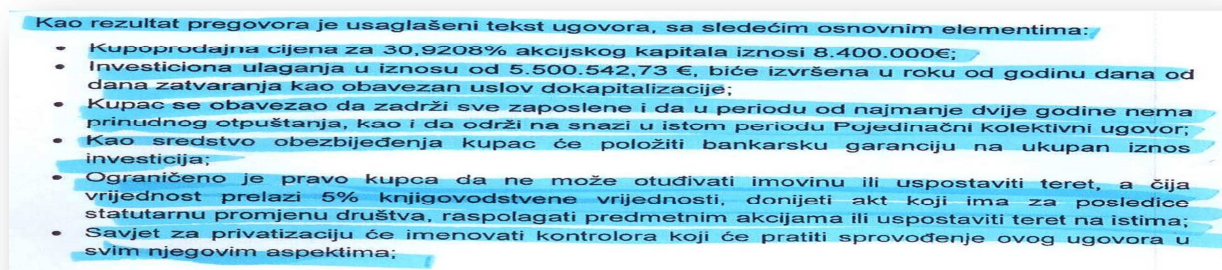 Kao rezultat pregovora je usaglašeni tekst ugovora, sa sledećim osnovnim elementima:
• Kupoprodajna cijena za 30,9208% akcijskog kapitala iznosi 8.400.000€;
• Investiciona ulaganja u iznosu od 5.500.542,73 €, biće izvršena u roku od godinu dana od
dana zatvaranja kao obavezan uslov dokapitalizacije;
• Kupac se obavezao da zadrži sve zaposlene i da u periodu od najmanje dvije godine nema
prinudnog otpuštanja, kao i da održi na snazi u istom periodu Pojedinačni kolektivni ugovor;
• Kao sredstvo obezbijeđenja kupac će položiti bankarsku garanciju na ukupan iznos
investicija;
• Ograničeno je pravo kupca da ne može otuđivati imovinu ili uspostaviti teret, a čija
vrijednost prelazi 5% knjigovodstvene vrijednosti, donijeti akt koji ima za posledice
statutarnu promjenu društva, raspolagati predmetnim akcijama ili uspostaviti teret na istima;
• Savjet za privatizaciju će imenovati kontrolora koji će pratiti sprovođenje ovog ugovora u
svim njegovim aspektima;